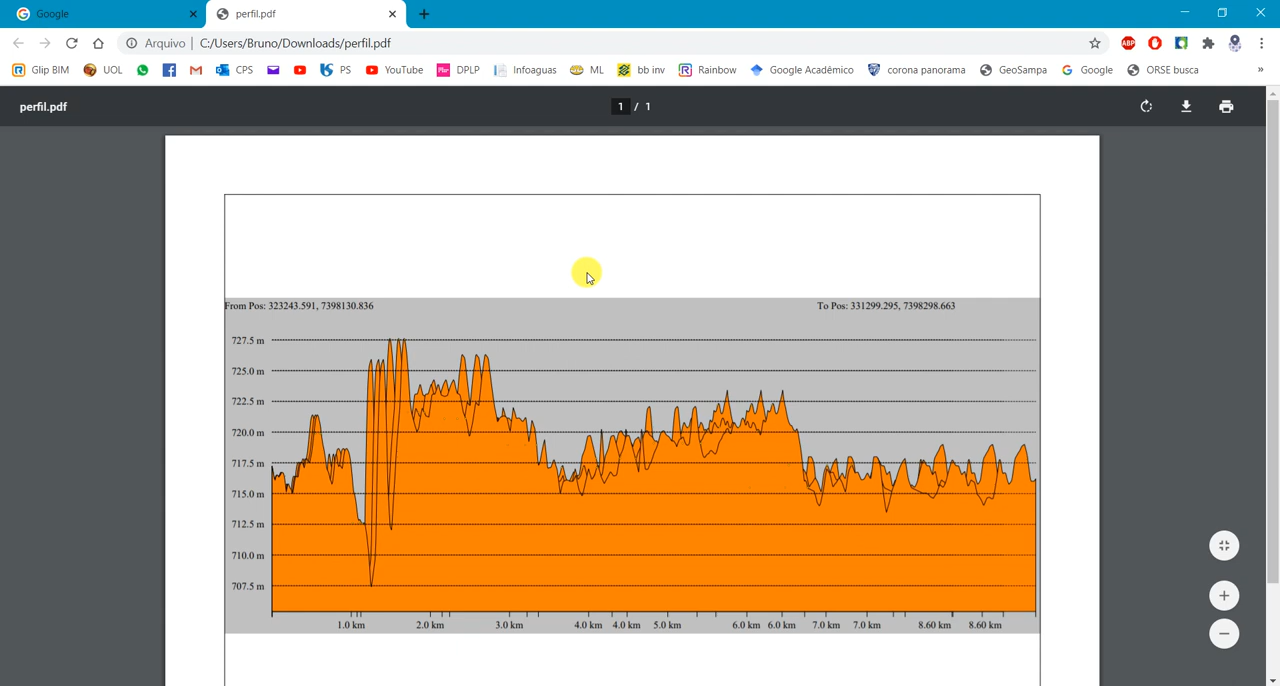 Google
perfil.pdf
Arquivo | C:/Users/Bruno/Downloads/perfil.pdf
ABP
Glip BIM UOL CPS PS YouTube Mar DPLP Infoaguas ML bb inv Rainbow Google Acadêmico corona panorama GeoSampa Google ORSE busca »
perfil.pdf 1 / 1
From Pos: 323243.591, 7398130.836 To Pos: 331299.295, 7398298.663
727.5 m
725.0 m
722.5 m
720.0 m
717.5 m
715.0 m
712.5 m
710.0 m
707.5 m
1.0 km 2.0 km 3.0 km 4.0 km 4.0 km 5.0 km 6.0 km 6.0 km 7.0 km 7.0 km 8.60 km 8.60 km